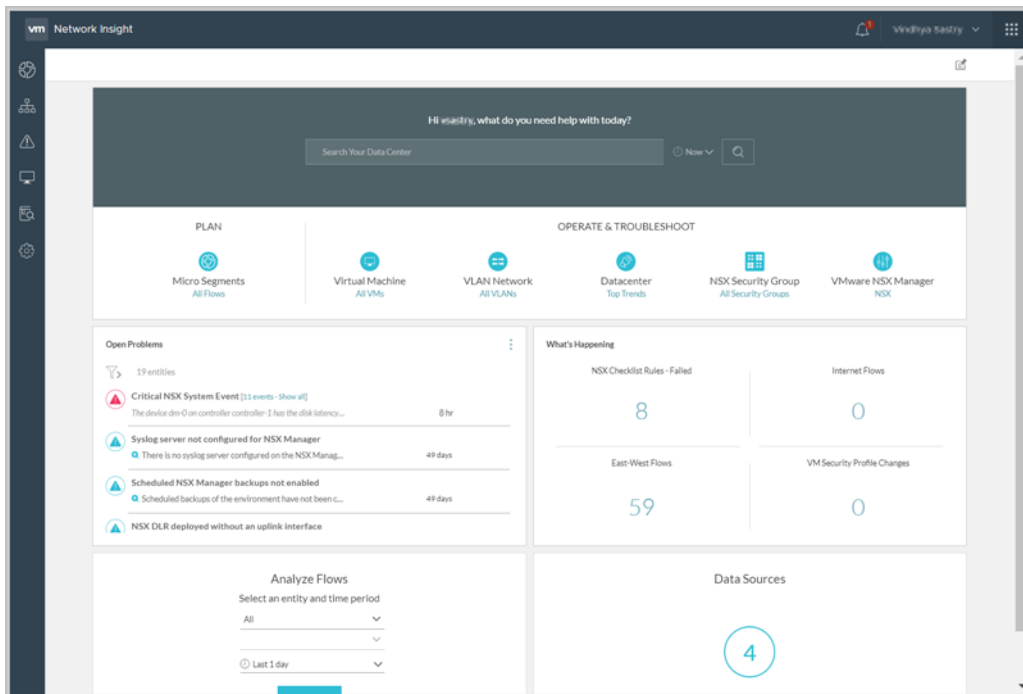 vm Network Insight
1
Vindhya Sastry
Hi vsastry, what do you need help with today?
Search Your Data Center
Now
PLAN
OPERATE & TROUBLESHOOT
Micro Segments
All Flows
Virtual Machine
All VMs
VLAN Network
All VLANs
Datacenter
Top Trends
NSX Security Group
All Security Groups
VMware NSX Manager
NSX
Open Problems
19 entities
Critical NSX System Event [11 events - Show all]
The device dm-0 on controller controller-1 has the disk latency...
8 hr
Syslog server not configured for NSX Manager
There is no syslog server configured on the NSX Manag...
49 days
Scheduled NSX Manager backups not enabled
Scheduled backups of the environment have not been c...
49 days
NSX DLR deployed without an uplink interface
What's Happening
NSX Checklist Rules - Failed
8
Internet Flows
0
East-West Flows
59
VM Security Profile Changes
0
Analyze Flows
Select an entity and time period
All
Last 1 day
Data Sources
4